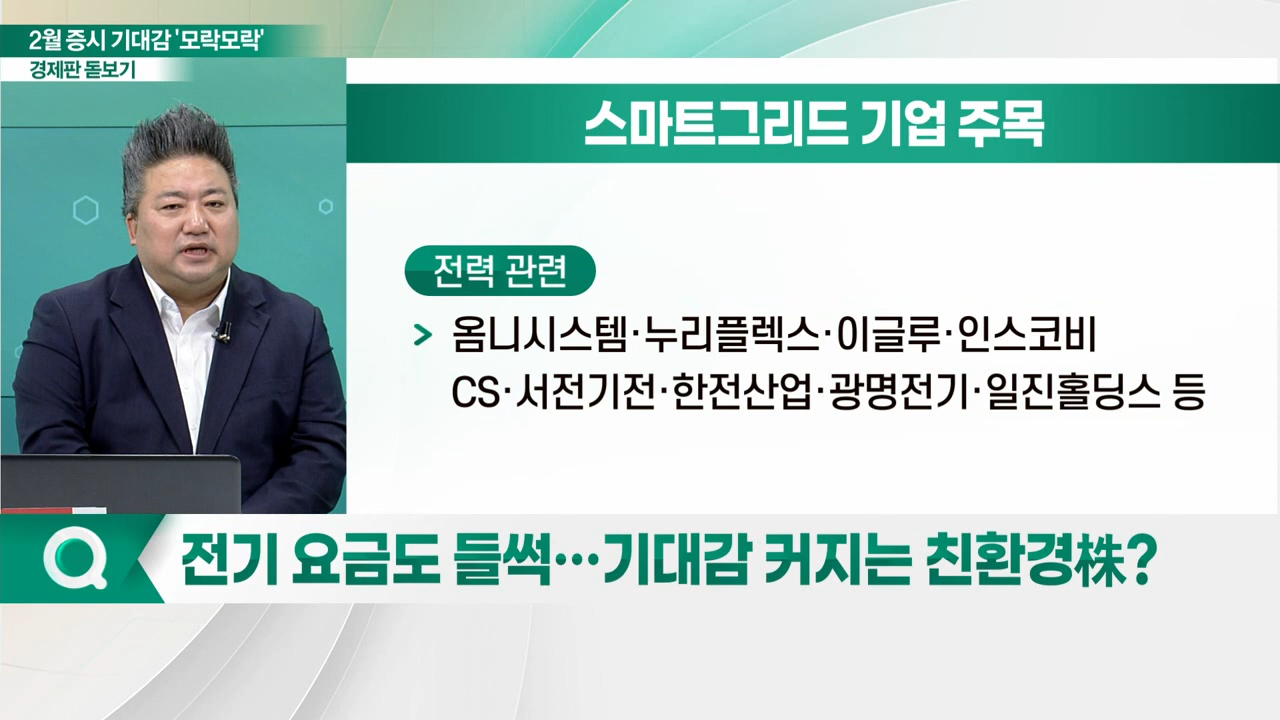 2월 증시 기대감 '모락모락'
경제판 돋보기
스마트그리드 기업 주목
전력 관련
> 옴니시스템·누리플렉스·이글루·인스코비
CS·서전기전·한전산업·광명전기·일진홀딩스 등
전기 요금도 들썩…기대감 커지는 친환경株?